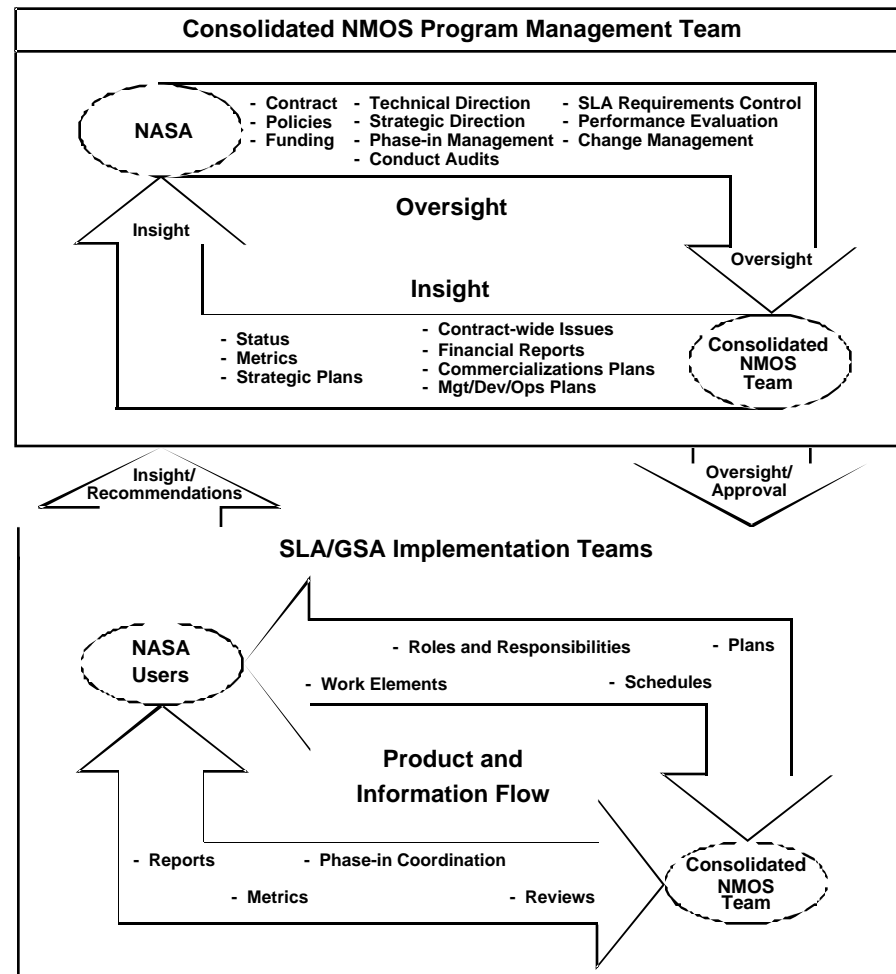 Consolidated NMOS Program Management Team
NASA
- Contract
- Policies
- Funding
- Technical Direction
- Strategic Direction
- Phase-in Management
- Conduct Audits
- SLA Requirements Control
- Performance Evaluation
- Change Management
Oversight
Insight
Oversight
Insight
- Status
- Metrics
- Strategic Plans
- Contract-wide Issues
- Financial Reports
- Commercializations Plans
- Mgt/Dev/Ops Plans
Consolidated
NMOS
Team
Insight/
Recommendations
Oversight/
Approval
SLA/GSA Implementation Teams
NASA
Users
- Roles and Responsibilities
- Plans
- Work Elements
- Schedules
Product and
Information Flow
- Reports
- Phase-in Coordination
- Metrics
- Reviews
Consolidated
NMOS
Team